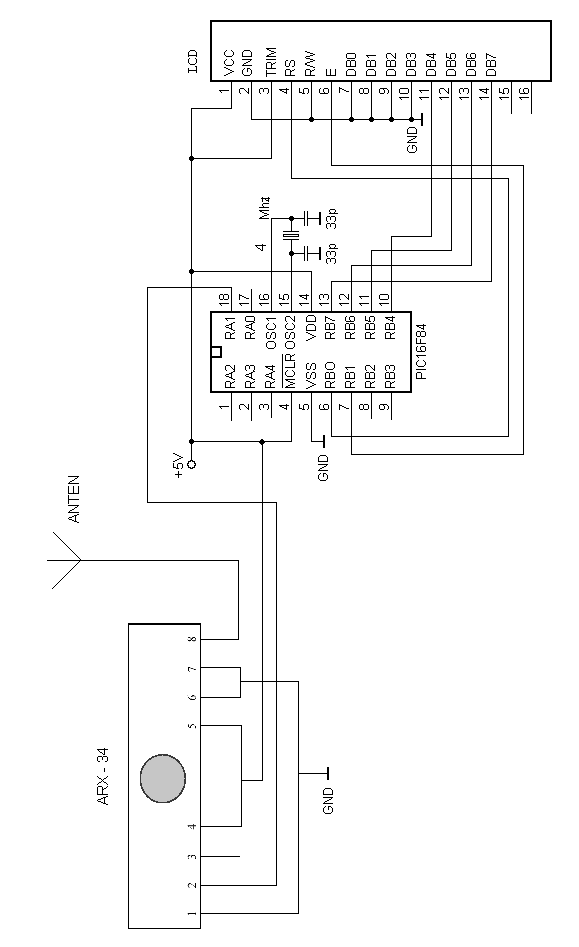 LCD
VCC GND TRIM RS R/W E DB0 DB1 DB2 DB3 DB4 DB5 DB6 DB7
1 2 3 4 5 6 7 8 9 10 11 12 13 14 15 16
GND
4 Mhz
33p 33p
18 17 16 15 14 13 12 11 10
RA1 RA0 OSC1 OSC2 VDD RB7 RB6 RB5 RB4
RA2 RA3 RA4 MCLR VSS RBO RB1 RB2 RB3
1 2 3 4 5 6 7 8 9
PIC16F84
+5V
GND
ANTEN
ARX - 34
1 2 3 4 5 6 7 8
GND